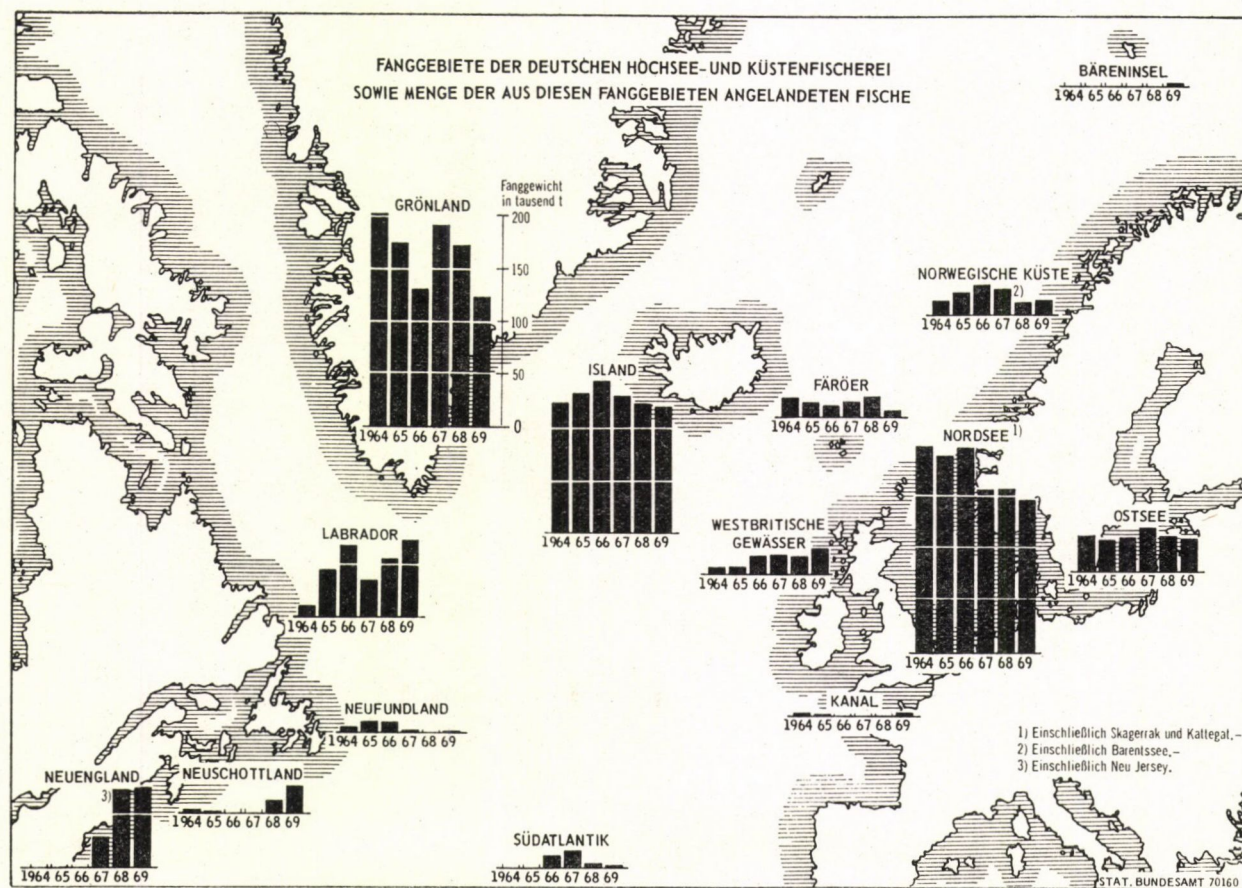 FANGGEBIETE DER DEUTSCHEN HOCHSEE- UND KÜSTENFISCHEREI
SOWIE MENGE DER AUS DIESEN FANGGEBIETEN ANGELANDETEN FISCHE
BÄRENINSEL
1964 65 66 67 68 69
Fanggewicht
in tausend t
GRÖNLAND
200
150
100
50
0
1964 65 66 67 68 69
NORWEGISCHE KÜSTE
2)
1964 65 66 67 68 69
ISLAND
1964 65 66 67 68 69
FÄRÖER
1964 65 66 67 68 69
NORDSEE 1)
1964 65 66 67 68 69
OSTSEE
1964 65 66 67 68 69
WESTBRITISCHE
GEWÄSSER
1964 65 66 67 68 69
LABRADOR
1964 65 66 67 68 69
KANAL
1964 65 66 67 68 69
NEUFUNDLAND
1964 65 66 67 68 69
NEUENGLAND
3)
1964 65 66 67 68 69
NEUSCHOTTLAND
1964 65 66 67 68 69
SÜDATLANTIK
1964 65 66 67 68 69
1) Einschließlich Skagerrak und Kattegat.–
2) Einschließlich Barentssee.–
3) Einschließlich Neu Jersey.
STAT. BUNDESAMT 70160